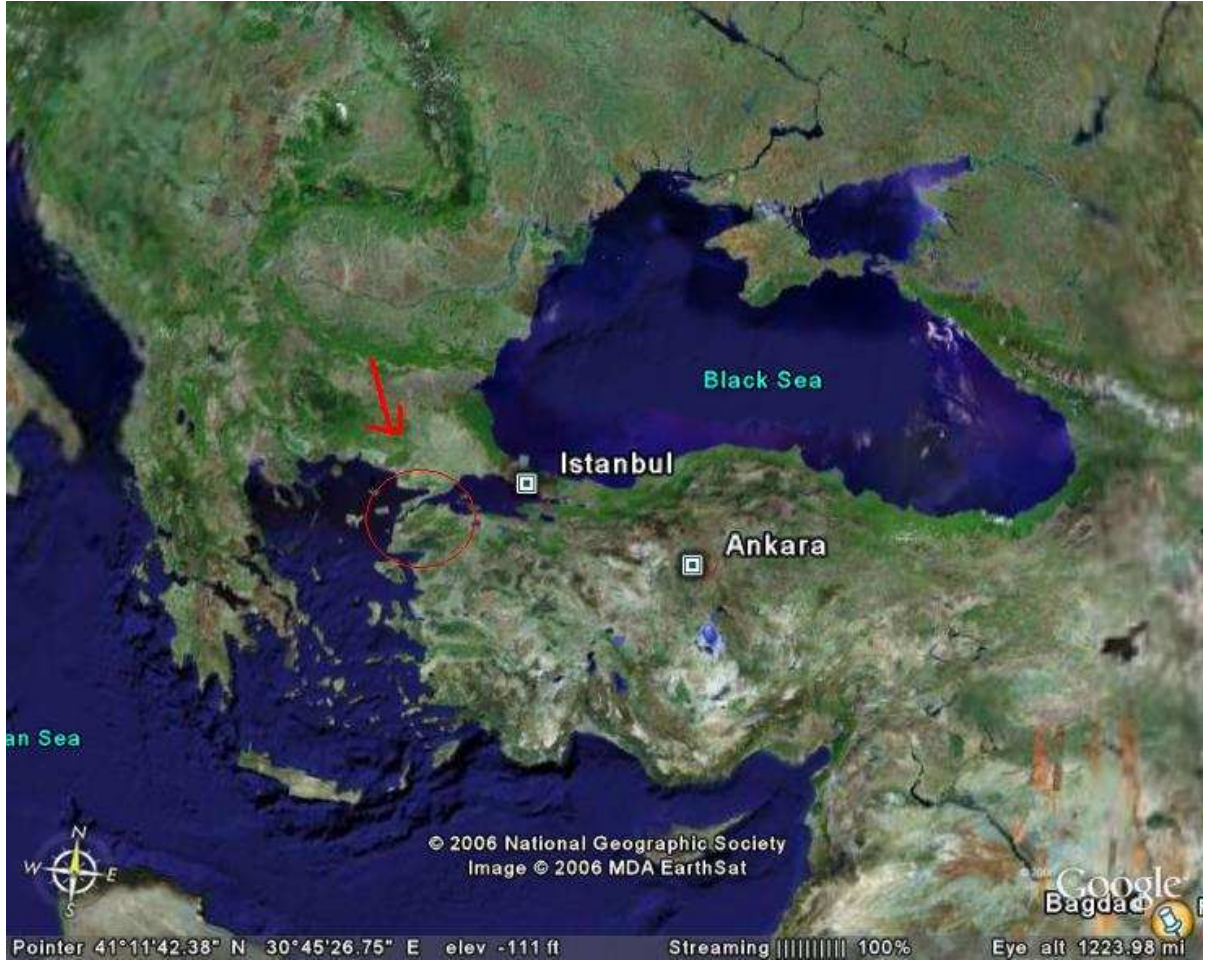 Black Sea
Istanbul
Ankara
an Sea
N
W E
S
© 2006 National Geographic Society
Image © 2006 MDA EarthSat
© 200
Google
Bagdad
Pointer 41°11'42.38" N 30°45'26.75" E elev -111 ft Streaming |||||||||| 100% Eye alt 1223.98 mi